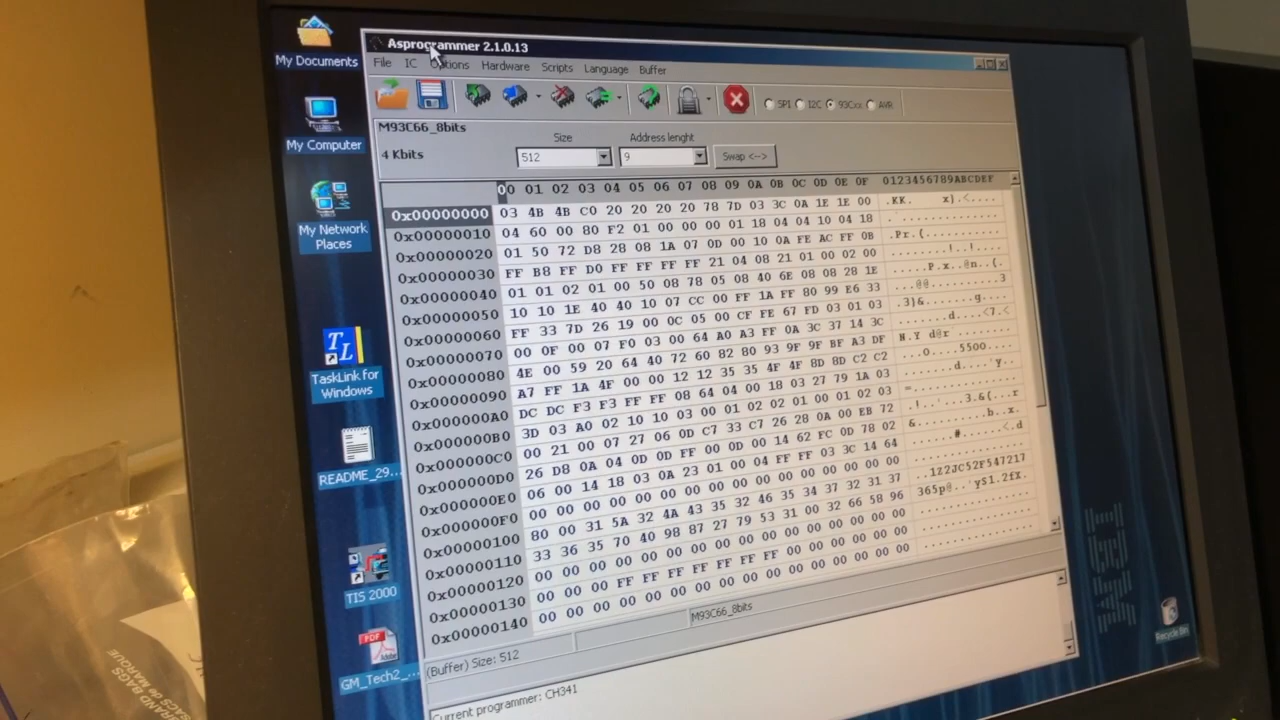 My Documents
My Computer
My Network
Places
TaskLink for
Windows
README_29...
TIS 2000
GM_Tech2_...
Recycle Bin
IBM
Asprogrammer 2.1.0.13
File IC Options Hardware Scripts Language Buffer
SPI I2C 93Cxx AVR
M93C66_8bits
4 Kbits
Size
512
Address lenght
9
Swap <-->
00 01 02 03 04 05 06 07 08 09 0A 0B 0C 0D 0E 0F 0123456789ABCDEF
0x00000000 03 4B 4B C0 20 20 20 20 78 7D 03 3C 0A 1E 1E 00 .KK. x}.<....
0x00000010 04 60 00 80 F2 01 00 00 00 01 18 04 04 10 04 18
0x00000020 01 50 72 D8 28 08 1A 07 0D 00 10 0A FE AC FF 0B .Pr.(...........
0x00000030 FF B8 FF D0 FF FF FF FF 21 04 08 21 01 00 02 00 ........!..!....
0x00000040 01 01 02 01 00 50 08 78 05 08 40 6E 08 08 28 1E .....P.x..@n..(.
0x00000050 10 10 1E 40 40 10 07 CC 00 FF 1A FF 80 99 E6 33 ...@@..........3
0x00000060 FF 33 7D 26 19 00 0C 05 00 CF FE 67 FD 03 01 03 .3}&.......g....
0x00000070 00 0F 00 07 F0 03 00 64 A0 A3 FF 0A 3C 37 14 3C .......d....<7.<
0x00000080 4E 00 59 20 64 40 72 60 82 80 93 9F 9F BF A3 DF
0x00000090 A7 FF 1A 4F 00 00 12 12 35 35 4F 4F 8D 8D C2 C2 ...O....55OO....
0x000000A0 DC DC F3 F3 FF FF 08 64 04 00 18 03 27 79 1A 03 .......d....'y..
0x000000B0 3D 03 A0 02 10 10 03 00 01 02 02 01 00 01 02 03 =...............
0x000000C0 00 21 00 07 27 06 0D C7 33 C7 26 28 0A 00 EB 72 .!..'...3.&(...r
0x000000D0 26 D8 0A 04 0D 0D FF 00 0D 00 14 62 FC 0D 78 02 &..........b..x.
0x000000E0 06 00 14 18 03 0A 23 01 00 04 FF FF 03 3C 14 64 ......#......<.d
0x000000F0 00 00 00 00 00 00 00 00 00 00 00 00 00 00 00 00 ................
0x00000100 80 00 31 5A 32 4A 43 35 32 46 35 34 37 32 31 37 ..1Z2JC52F547217
0x00000110 33 36 35 70 40 98 87 27 79 53 31 00 32 66 58 96 365p@..'yS1.2fX.
0x00000120 00 00 00 00 00 00 00 00 00 00 00 00 00 00 00 00 ................
0x00000130 00 00 00 FF FF FF FF FF FF FF 00 00 00 00 00 00 ................
0x00000140 00 00 00 00 00 00 00 00 00 00 00 00 00 00 00 00 ................
(Buffer) Size: 512
M93C66_8bits
Current programmer: CH341